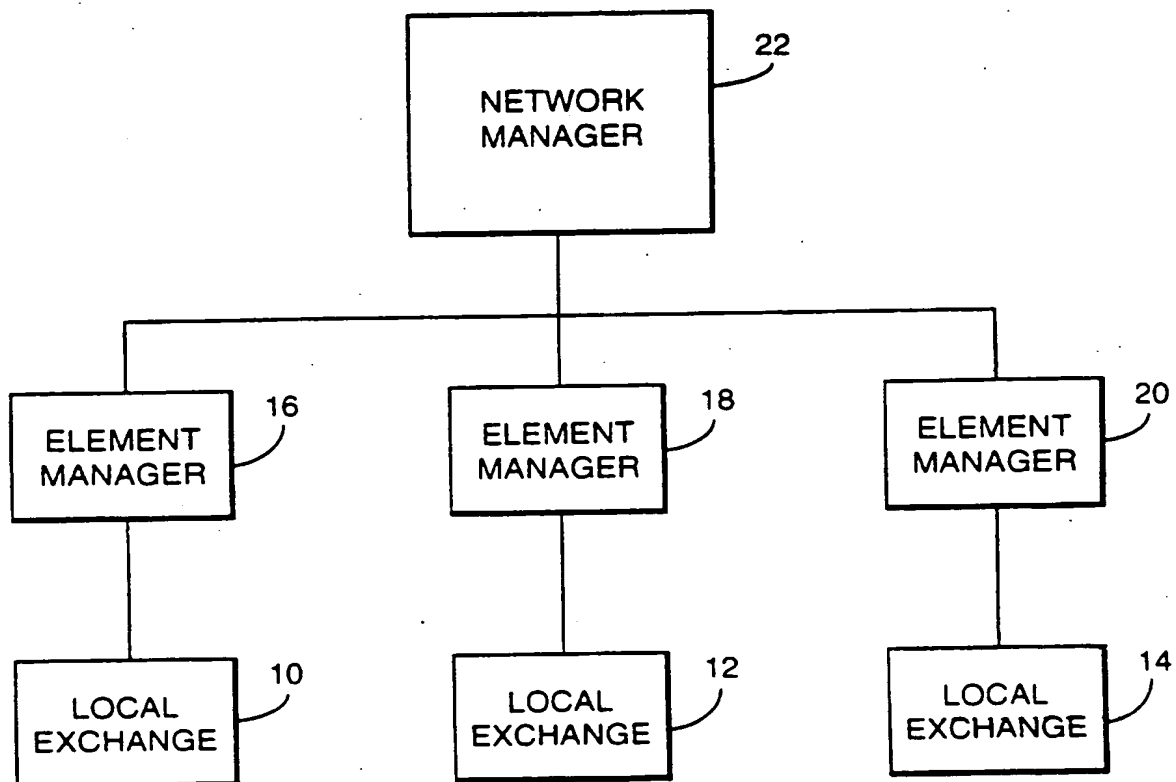 22
NETWORK
MANAGER
16
ELEMENT
MANAGER
18
ELEMENT
MANAGER
20
ELEMENT
MANAGER
10
LOCAL
EXCHANGE
12
LOCAL
EXCHANGE
14
LOCAL
EXCHANGE